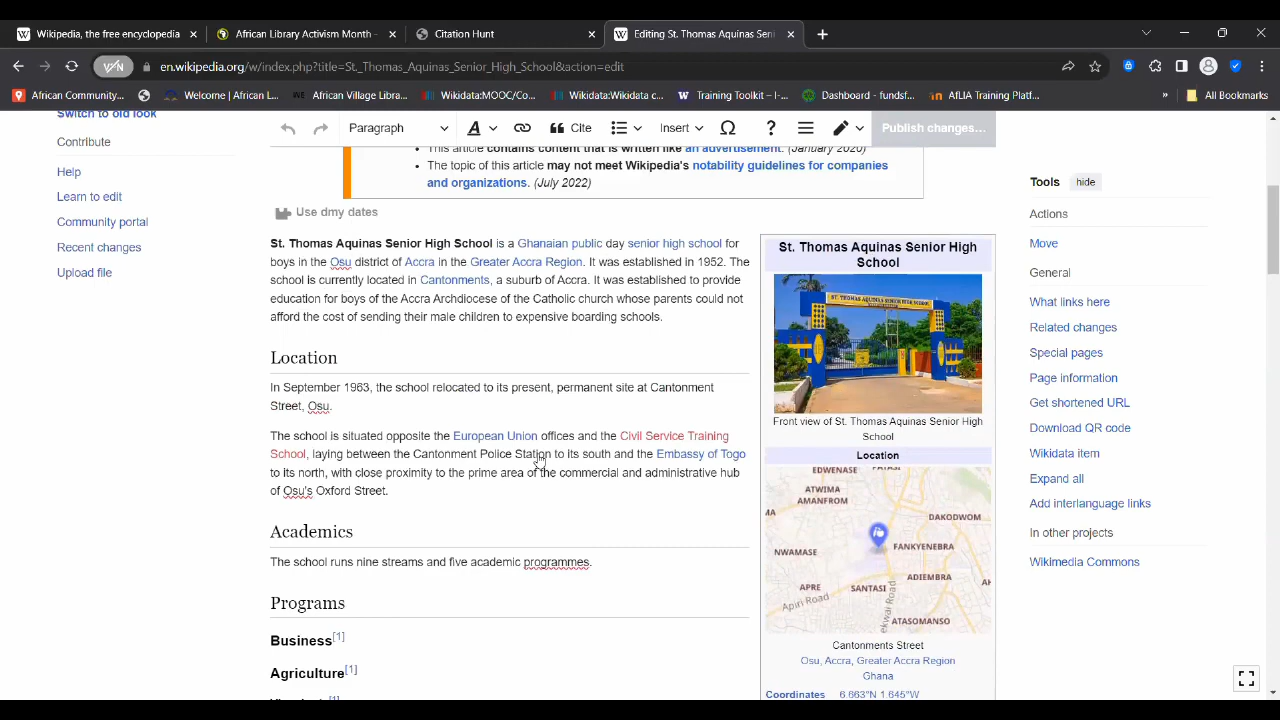 Wikipedia, the free encyclopedia
African Library Activism Month -
Citation Hunt
Editing St. Thomas Aquinas Seni
en.wikipedia.org/w/index.php?title=St._Thomas_Aquinas_Senior_High_School&action=edit
African Community...
Welcome | African L...
African Village Librar...
Wikidata:MOOC/Co...
Wikidata:Wikidata c...
Training Toolkit – I-...
Dashboard - fundsf...
AfLIA Training Platf...
»
All Bookmarks
Switch to old look
Contribute
Help
Learn to edit
Community portal
Recent changes
Upload file
Paragraph
A
Cite
Insert
Ω
?
Publish changes...
• This article contains content that is written like an advertisement. (January 2020)
• The topic of this article may not meet Wikipedia's notability guidelines for companies
and organizations. (July 2022)
Use dmy dates
St. Thomas Aquinas Senior High School is a Ghanaian public day senior high school for
boys in the Osu district of Accra in the Greater Accra Region. It was established in 1952. The
school is currently located in Cantonments, a suburb of Accra. It was established to provide
education for boys of the Accra Archdiocese of the Catholic church whose parents could not
afford the cost of sending their male children to expensive boarding schools.
Location
In September 1963, the school relocated to its present, permanent site at Cantonment
Street, Osu.
The school is situated opposite the European Union offices and the Civil Service Training
School, laying between the Cantonment Police Station to its south and the Embassy of Togo
to its north, with close proximity to the prime area of the commercial and administrative hub
of Osu's Oxford Street.
Academics
The school runs nine streams and five academic programmes.
Programs
Business[1]
Agriculture[1]
St. Thomas Aquinas Senior High
School
ST. THOMAS AQUINAS SENIOR HIGH SCHOOL
Front view of St. Thomas Aquinas Senior High
School
Location
EDWENASE
ATWIMA
AMANFROM
MA
DAKODWOM
NWAMASE
FANKYENEBRA
ADIEMBRA
APRE
SANTASI
Apiri Road
ATASOMANSO
Cantonments Street
Osu, Accra, Greater Accra Region
Ghana
Coordinates 6.663°N 1.645°W
Tools hide
Actions
Move
General
What links here
Related changes
Special pages
Page information
Get shortened URL
Download QR code
Wikidata item
Expand all
Add interlanguage links
In other projects
Wikimedia Commons